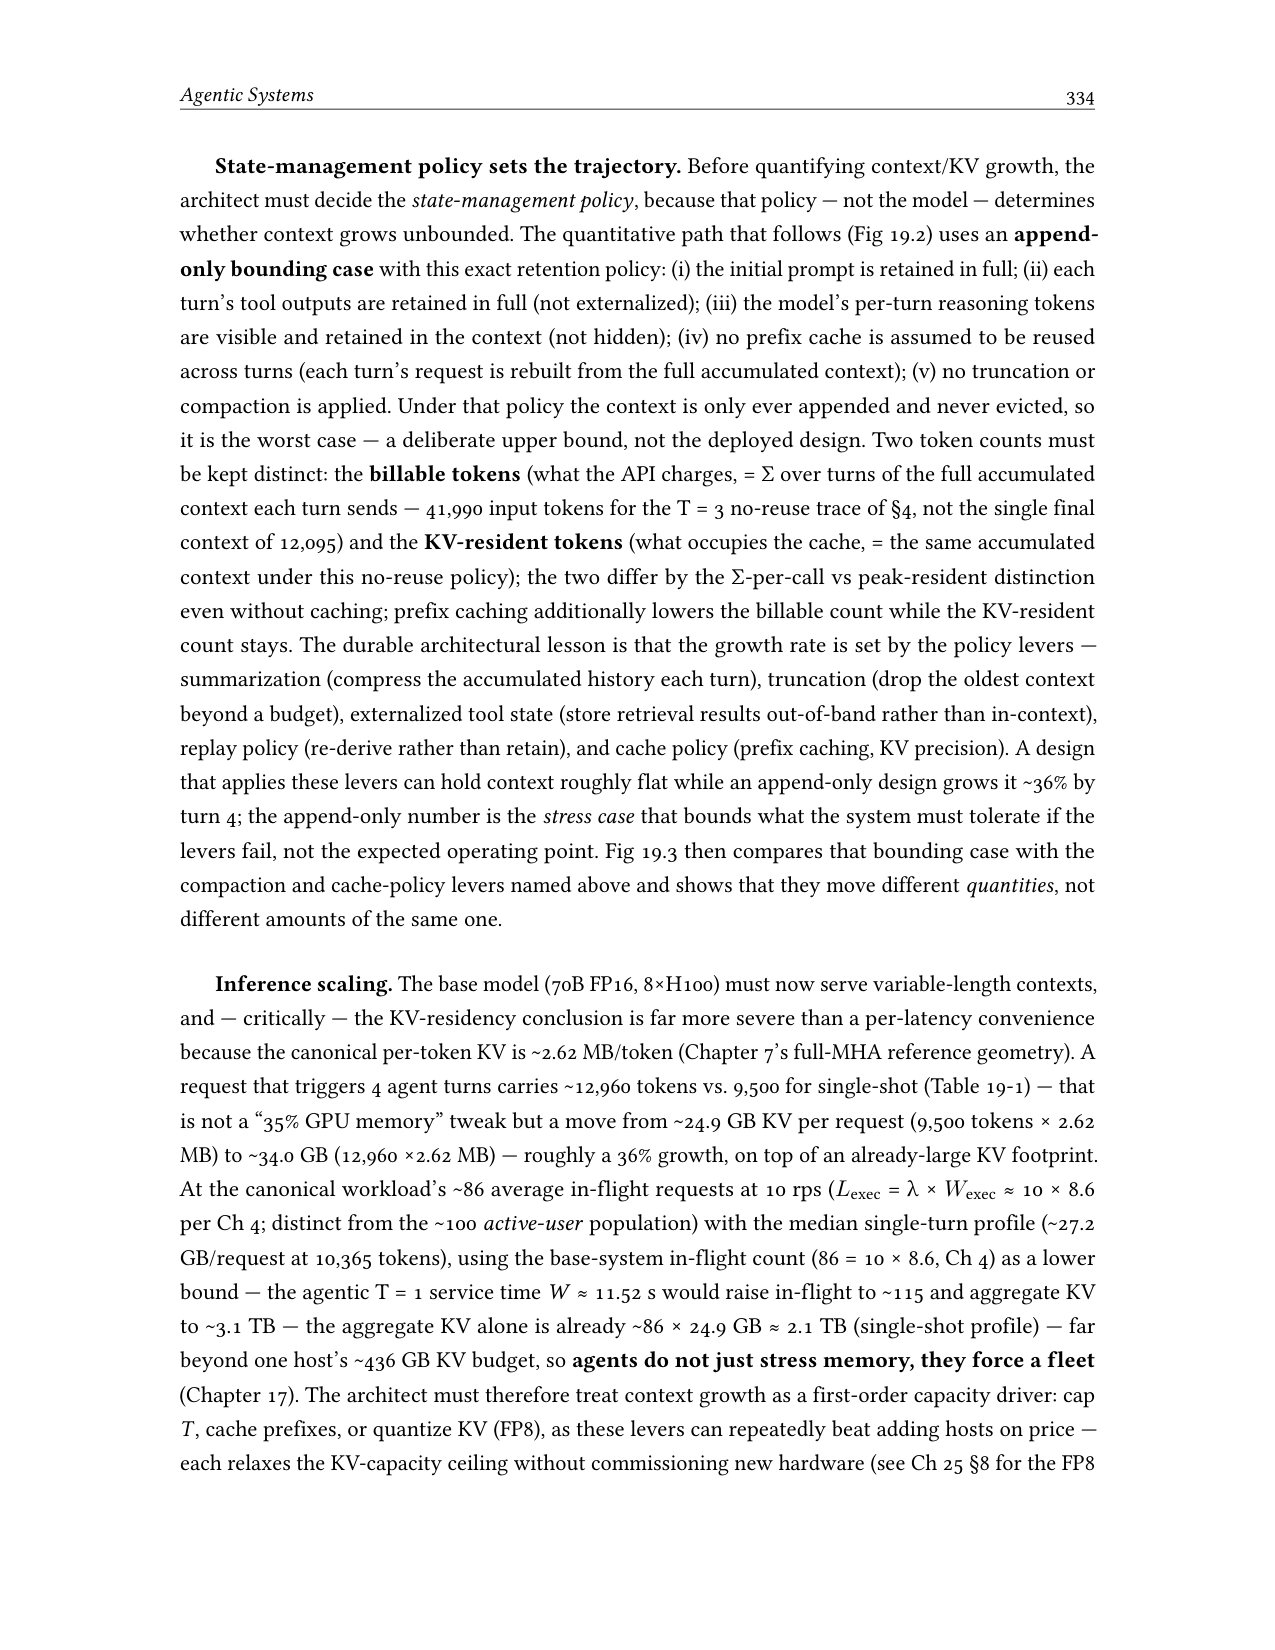 Agentic Systems 334
State-management policy sets the trajectory. Before quantifying context/KV growth, the
architect must decide the state-management policy, because that policy — not the model — determines
whether context grows unbounded. The quantitative path that follows (Fig 19.2) uses an append-
only bounding case with this exact retention policy: (i) the initial prompt is retained in full; (ii) each
turn’s tool outputs are retained in full (not externalized); (iii) the model’s per-turn reasoning tokens
are visible and retained in the context (not hidden); (iv) no prefix cache is assumed to be reused
across turns (each turn’s request is rebuilt from the full accumulated context); (v) no truncation or
compaction is applied. Under that policy the context is only ever appended and never evicted, so
it is the worst case — a deliberate upper bound, not the deployed design. Two token counts must
be kept distinct: the billable tokens (what the API charges, = Σ over turns of the full accumulated
context each turn sends — 41,990 input tokens for the T = 3 no-reuse trace of §4, not the single final
context of 12,095) and the KV-resident tokens (what occupies the cache, = the same accumulated
context under this no-reuse policy); the two differ by the Σ-per-call vs peak-resident distinction
even without caching; prefix caching additionally lowers the billable count while the KV-resident
count stays. The durable architectural lesson is that the growth rate is set by the policy levers —
summarization (compress the accumulated history each turn), truncation (drop the oldest context
beyond a budget), externalized tool state (store retrieval results out-of-band rather than in-context),
replay policy (re-derive rather than retain), and cache policy (prefix caching, KV precision). A design
that applies these levers can hold context roughly flat while an append-only design grows it ~36% by
turn 4; the append-only number is the stress case that bounds what the system must tolerate if the
levers fail, not the expected operating point. Fig 19.3 then compares that bounding case with the
compaction and cache-policy levers named above and shows that they move different quantities, not
different amounts of the same one.
Inference scaling. The base model (70B FP16, 8×H100) must now serve variable-length contexts,
and — critically — the KV-residency conclusion is far more severe than a per-latency convenience
because the canonical per-token KV is ~2.62 MB/token (Chapter 7’s full-MHA reference geometry). A
request that triggers 4 agent turns carries ~12,960 tokens vs. 9,500 for single-shot (Table 19-1) — that
is not a “35% GPU memory” tweak but a move from ~24.9 GB KV per request (9,500 tokens × 2.62
MB) to ~34.0 GB (12,960 ×2.62 MB) — roughly a 36% growth, on top of an already-large KV footprint.
At the canonical workload’s ~86 average in-flight requests at 10 rps (Lexec = λ × Wexec ≈ 10 × 8.6
per Ch 4; distinct from the ~100 active-user population) with the median single-turn profile (~27.2
GB/request at 10,365 tokens), using the base-system in-flight count (86 = 10 × 8.6, Ch 4) as a lower
bound — the agentic T = 1 service time W ≈ 11.52 s would raise in-flight to ~115 and aggregate KV
to ~3.1 TB — the aggregate KV alone is already ~86 × 24.9 GB ≈ 2.1 TB (single-shot profile) — far
beyond one host’s ~436 GB KV budget, so agents do not just stress memory, they force a fleet
(Chapter 17). The architect must therefore treat context growth as a first-order capacity driver: cap
T, cache prefixes, or quantize KV (FP8), as these levers can repeatedly beat adding hosts on price —
each relaxes the KV-capacity ceiling without commissioning new hardware (see Ch 25 §8 for the FP8